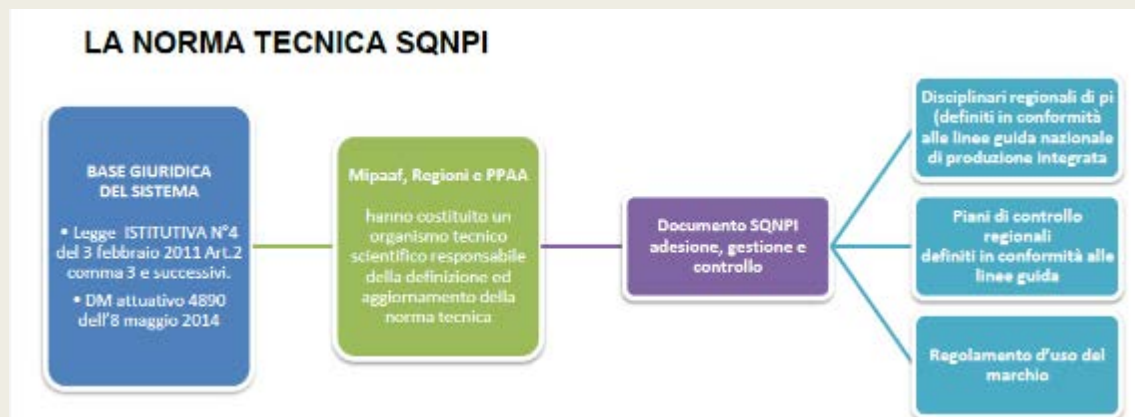 LA NORMA TECNICA SQNPI
BASE GIURIDICA
DEL SISTEMA
• Legge ISTITUTIVA N°4
del 3 febbraio 2011 Art.2
comma 3 e successivi.
• DM attuativo 4890
dell'8 maggio 2014
Mipaaf, Regioni e PPAA
hanno costituito un
organismo tecnico
scientifico responsabile
della definizione ed
aggiornamento della
norma tecnica
Documento SQNPI
adesione, gestione e
controllo
Disciplinari regionali di pi
(definiti in conformità
alle linee guida nazionale
di produzione integrata
Piani di controllo
regionali
definiti in conformità alle
linee guida
Regolamento d'uso del
marchio